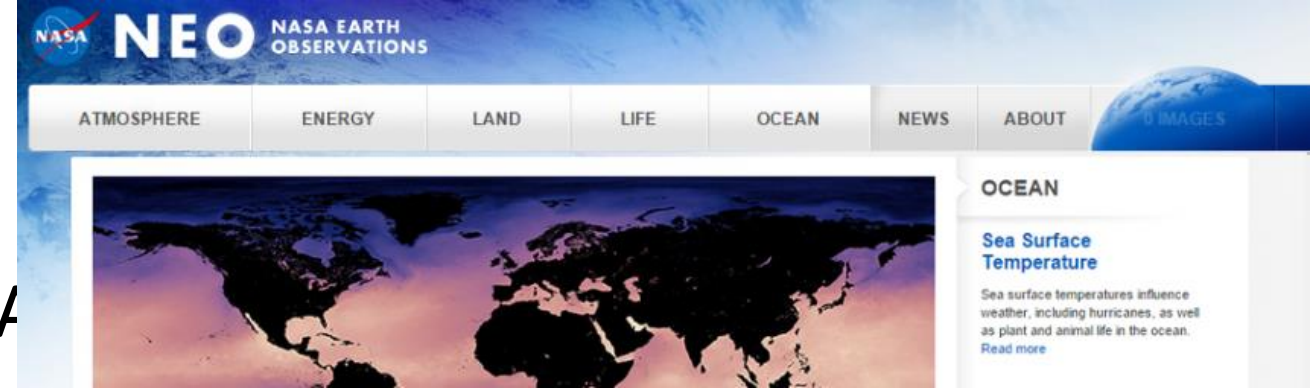 NASA
NEO
NASA EARTH
OBSERVATIONS
ATMOSPHERE ENERGY LAND LIFE OCEAN NEWS ABOUT 0 IMAGES
OCEAN
Sea Surface
Temperature
Sea surface temperatures influence
weather, including hurricanes, as well
as plant and animal life in the ocean.
Read more
A